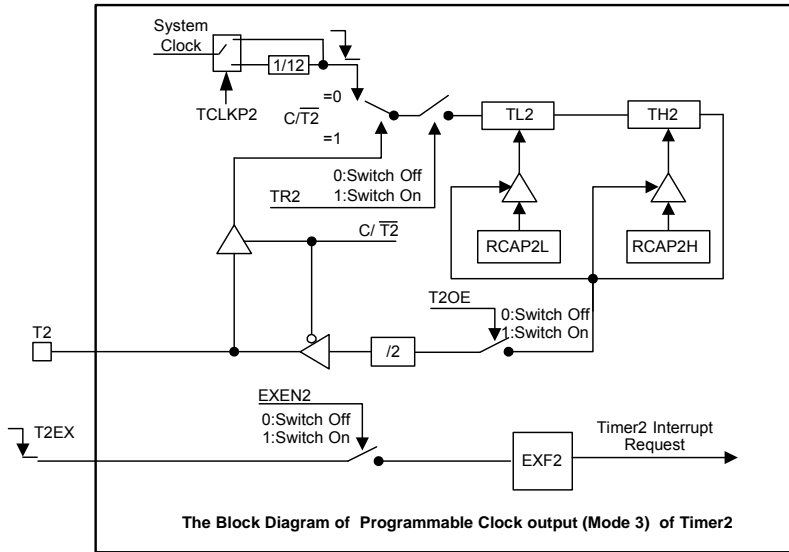 System
Clock
1/12
TCLKP2
=0
C/T2
=1
TL2
TH2
0:Switch Off
1:Switch On
TR2
C/ T2
RCAP2L
RCAP2H
T2OE
0:Switch Off
1:Switch On
T2
/2
EXEN2
0:Switch Off
1:Switch On
T2EX
EXF2
Timer2 Interrupt
Request
The Block Diagram of Programmable Clock output (Mode 3) of Timer2